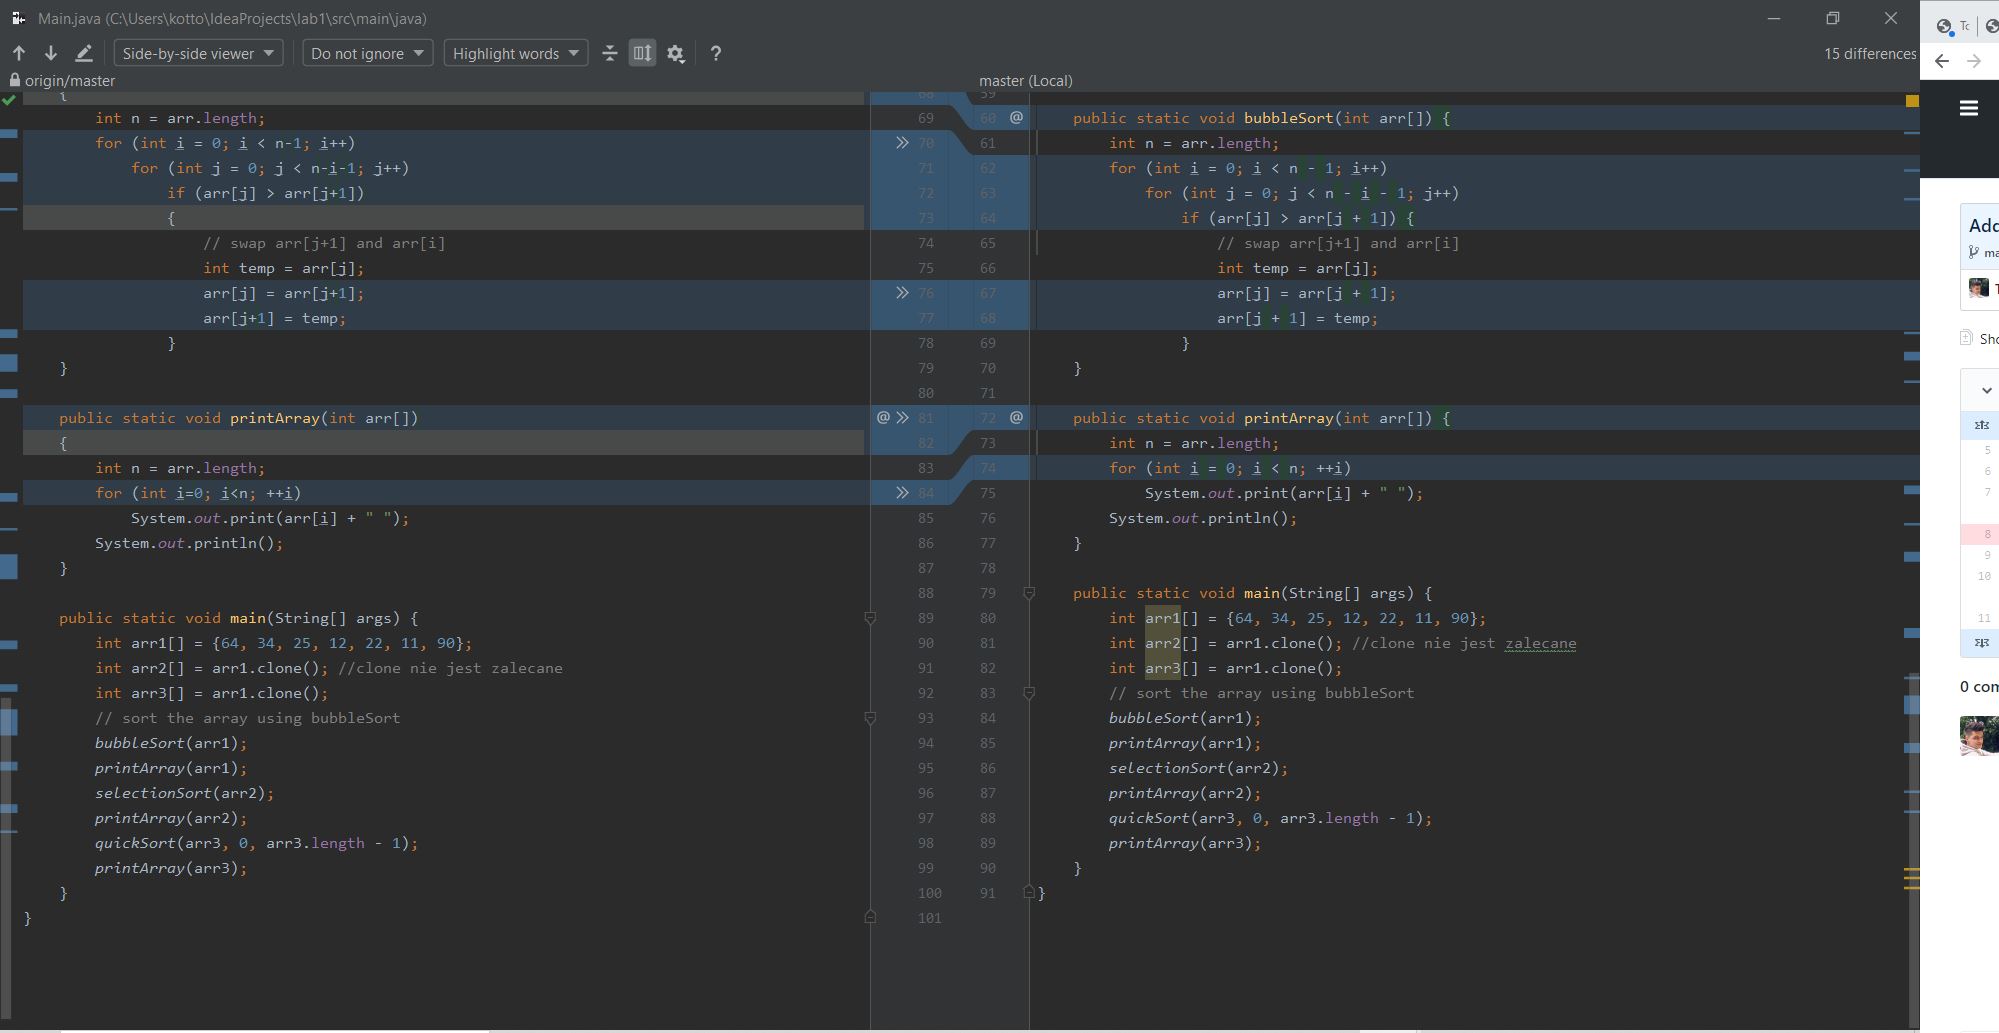 Main.java (C:\Users\kotto\IdeaProjects\lab1\src\main\java)
Side-by-side viewer
Do not ignore
Highlight words
?
15 differences
origin/master
master (Local)
68 {
69 int n = arr.length;
70 for (int i = 0; i < n-1; i++)
71 for (int j = 0; j < n-i-1; j++)
72 if (arr[j] > arr[j+1])
73 {
74 // swap arr[j+1] and arr[i]
75 int temp = arr[j];
76 arr[j] = arr[j+1];
77 arr[j+1] = temp;
78 }
79 }
80
81 public static void printArray(int arr[])
82 {
83 int n = arr.length;
84 for (int i=0; i<n; ++i)
85 System.out.print(arr[i] + " ");
86 System.out.println();
87 }
88
89 public static void main(String[] args) {
90 int arr1[] = {64, 34, 25, 12, 22, 11, 90};
91 int arr2[] = arr1.clone(); //clone nie jest zalecane
92 int arr3[] = arr1.clone();
93 // sort the array using bubbleSort
94 bubbleSort(arr1);
95 printArray(arr1);
96 selectionSort(arr2);
97 printArray(arr2);
98 quickSort(arr3, 0, arr3.length - 1);
99 printArray(arr3);
100 }
101 }
59
60 @ public static void bubbleSort(int arr[]) {
61 int n = arr.length;
62 for (int i = 0; i < n - 1; i++)
63 for (int j = 0; j < n - i - 1; j++)
64 if (arr[j] > arr[j + 1]) {
65 // swap arr[j+1] and arr[i]
66 int temp = arr[j];
67 arr[j] = arr[j + 1];
68 arr[j + 1] = temp;
69 }
70 }
71
72 @ public static void printArray(int arr[]) {
73 int n = arr.length;
74 for (int i = 0; i < n; ++i)
75 System.out.print(arr[i] + " ");
76 System.out.println();
77 }
78
79 public static void main(String[] args) {
80 int arr1[] = {64, 34, 25, 12, 22, 11, 90};
81 int arr2[] = arr1.clone(); //clone nie jest zalecane
82 int arr3[] = arr1.clone();
83 // sort the array using bubbleSort
84 bubbleSort(arr1);
85 printArray(arr1);
86 selectionSort(arr2);
87 printArray(arr2);
88 quickSort(arr3, 0, arr3.length - 1);
89 printArray(arr3);
90 }
91 }
Add
ma
Sho
5
6
7
8
9
10
11
0 com